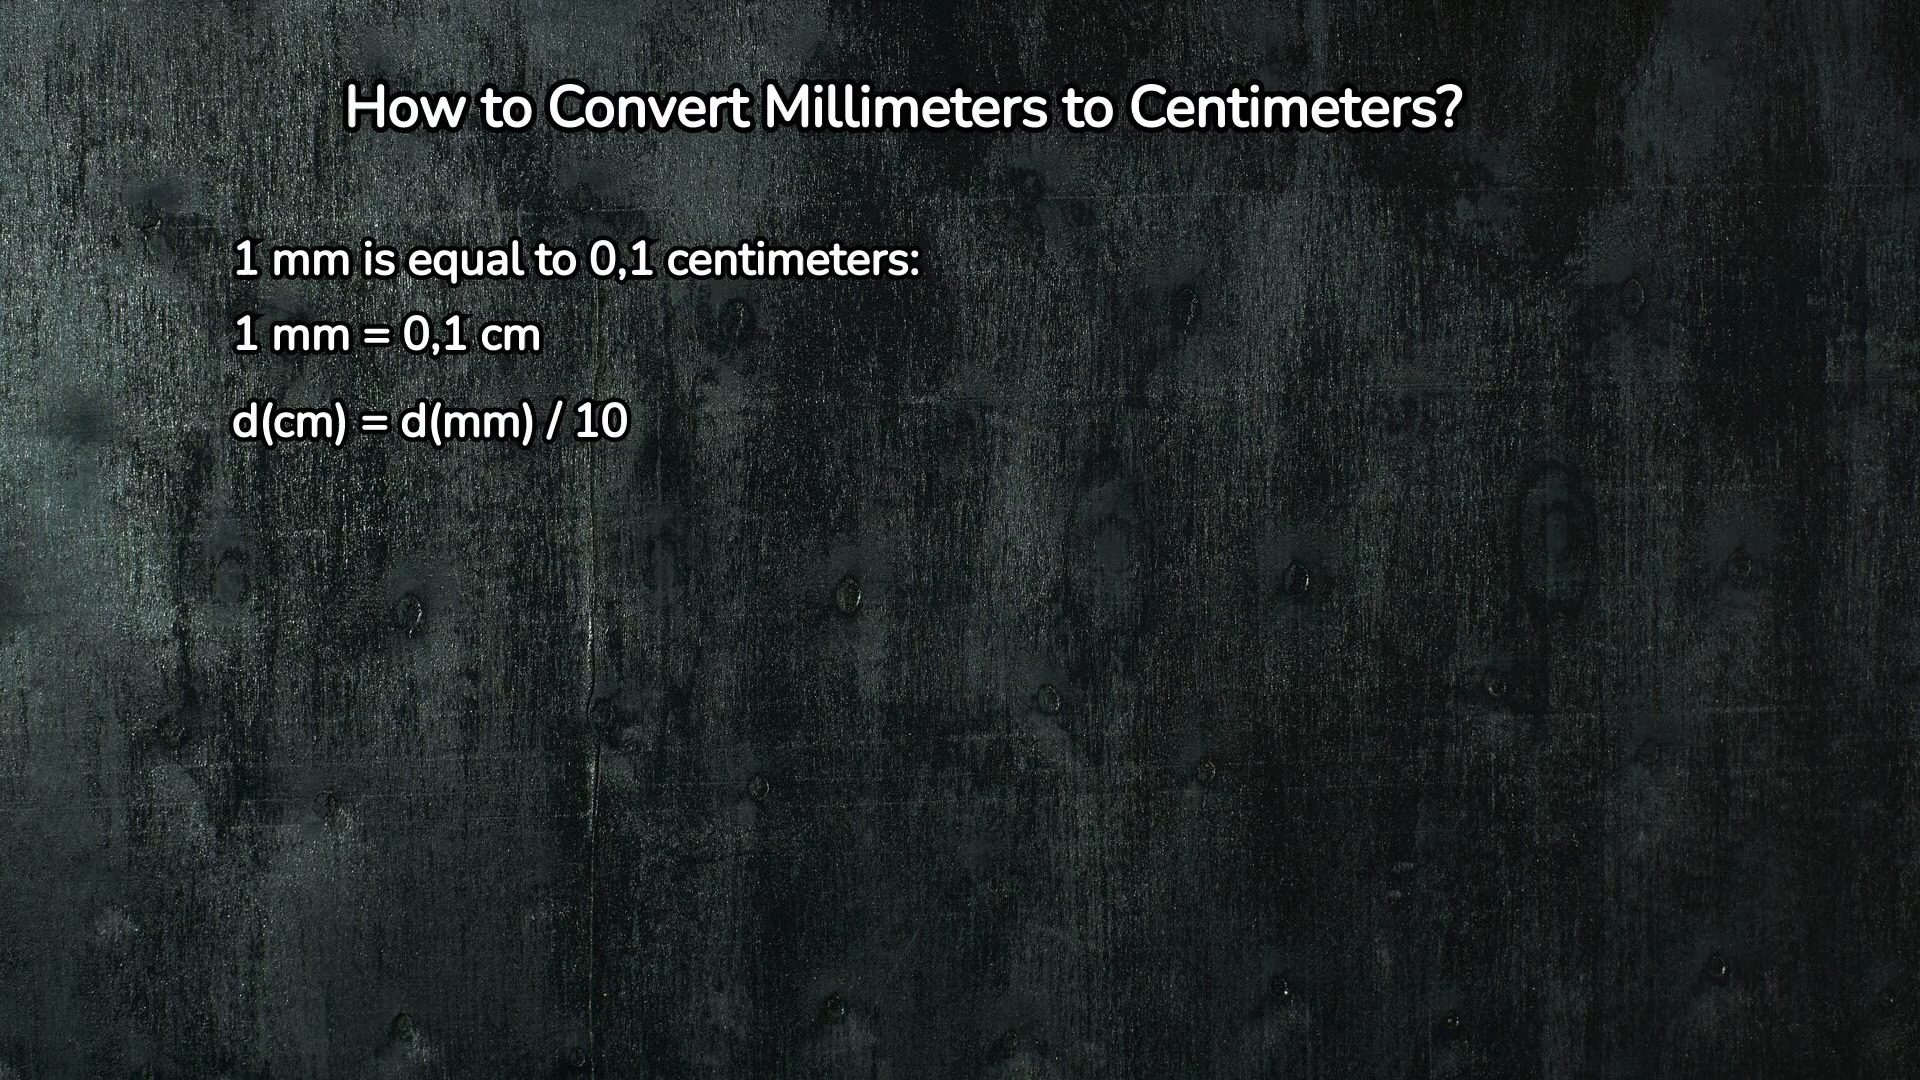 How to Convert Millimeters to Centimeters?
1 mm is equal to 0,1 centimeters:
1 mm = 0,1 cm
d(cm) = d(mm) / 10